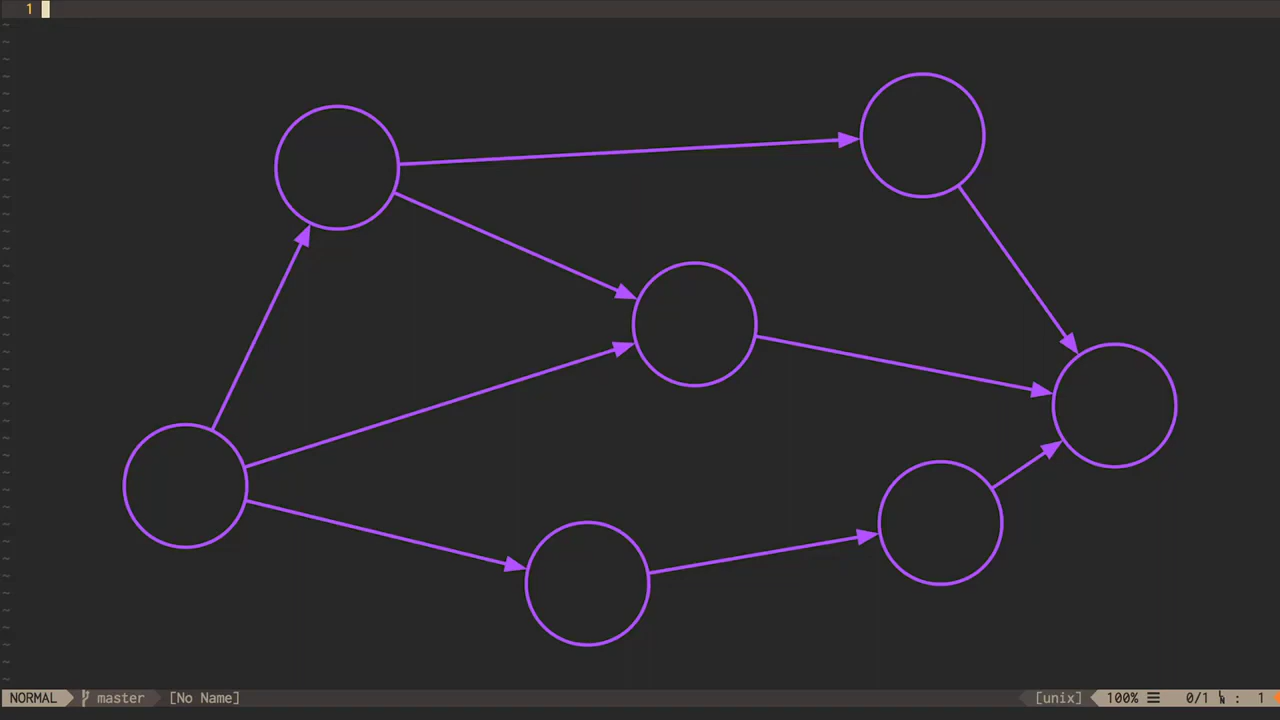 1
NORMAL master [No Name] [unix] 100% ☰ 0/1 ㏑ : 1